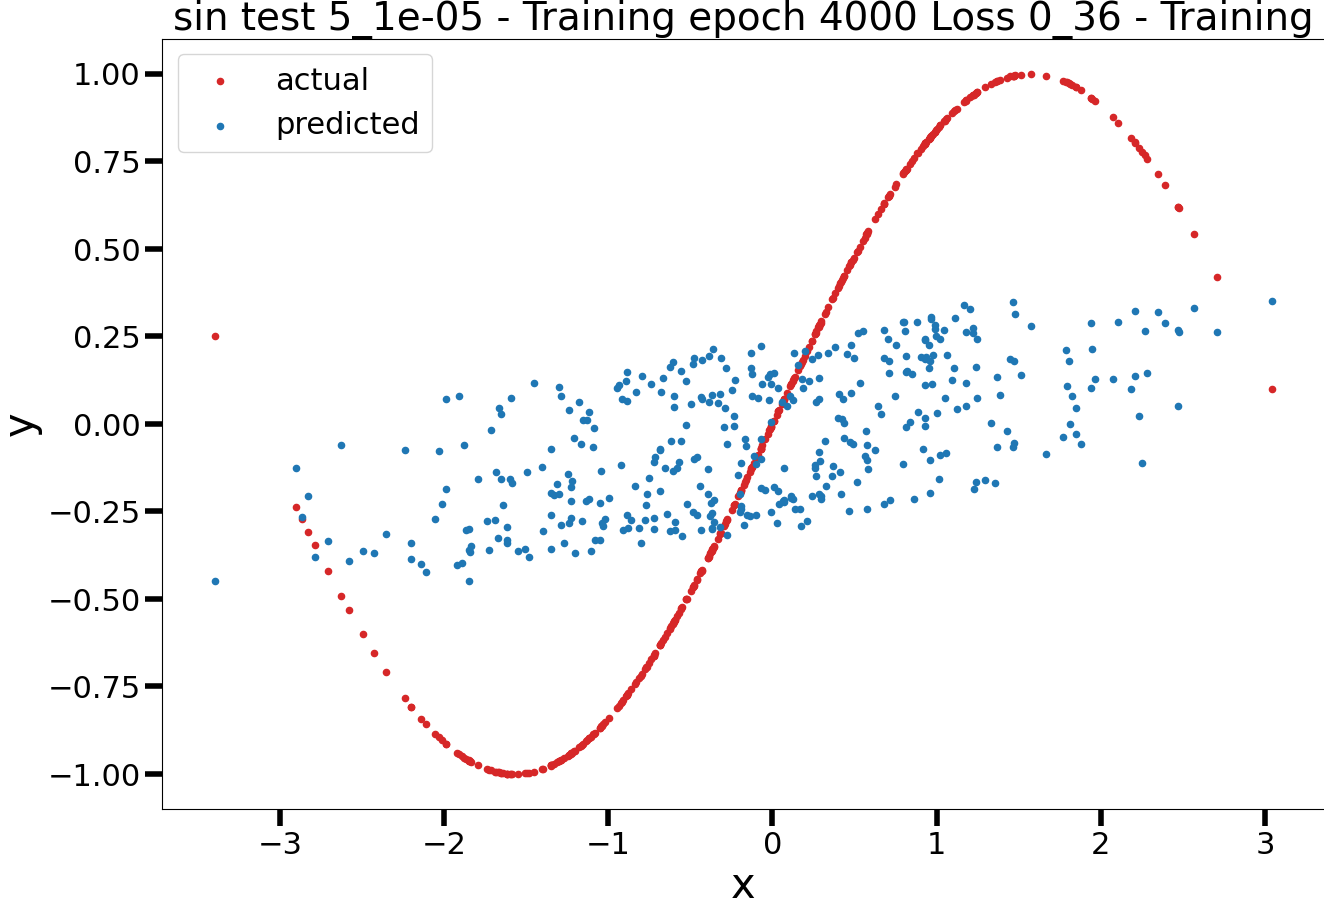 sin test 5_1e-05 - Training epoch 4000 Loss 0_36 - Training
actual
predicted
1.00
0.75
0.50
0.25
0.00
−0.25
−0.50
−0.75
−1.00
y
−3 −2 −1 0 1 2 3
x